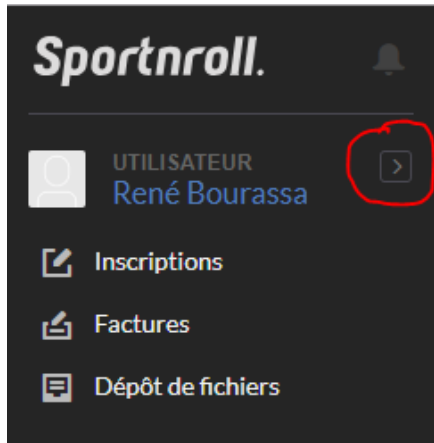 Sportnroll.
UTILISATEUR
René Bourassa
Inscriptions
Factures
Dépôt de fichiers